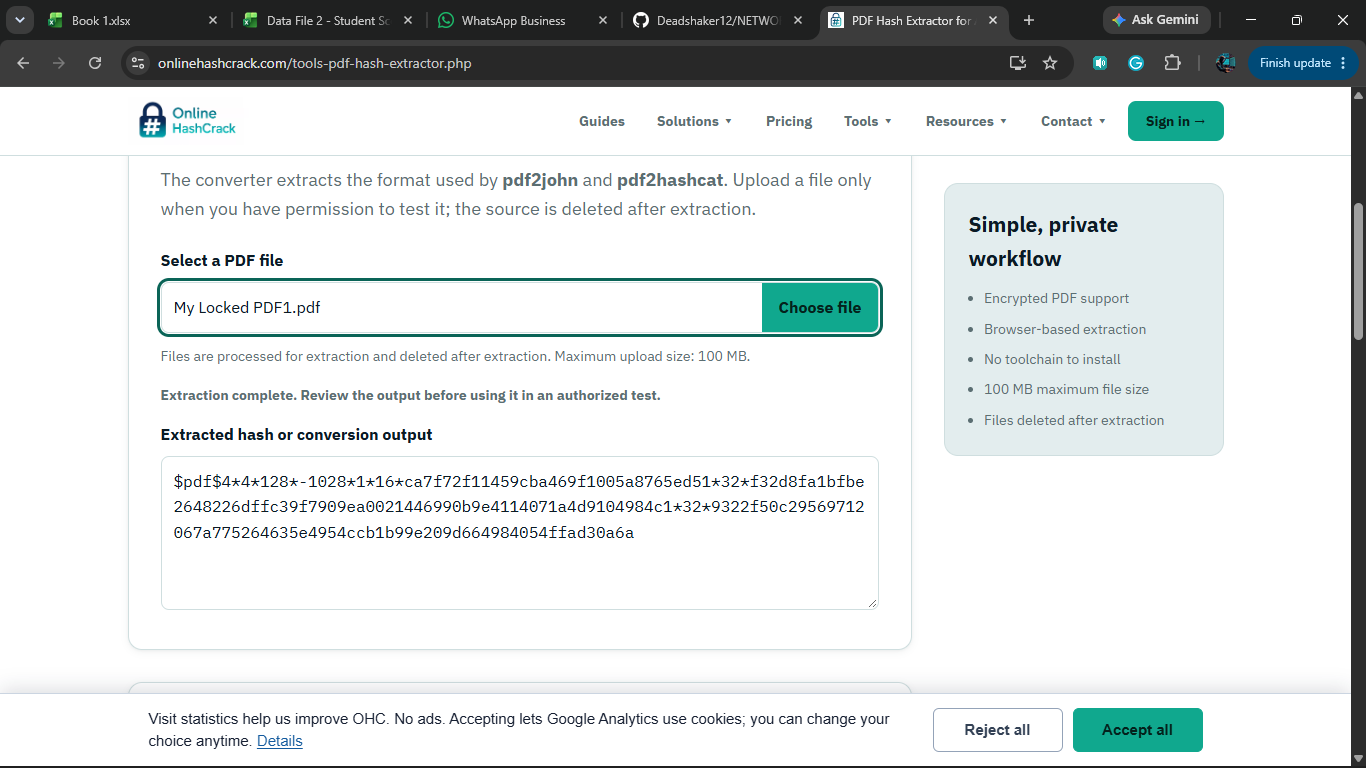 Book 1.xlsx
Data File 2 - Student Sc
WhatsApp Business
Deadshaker12/NETWO
PDF Hash Extractor for
Ask Gemini
onlinehashcrack.com/tools-pdf-hash-extractor.php
Finish update
Online
HashCrack
Guides
Solutions
Pricing
Tools
Resources
Contact
Sign in →
The converter extracts the format used by pdf2john and pdf2hashcat. Upload a file only
when you have permission to test it; the source is deleted after extraction.
Select a PDF file
My Locked PDF1.pdf
Choose file
Files are processed for extraction and deleted after extraction. Maximum upload size: 100 MB.
Extraction complete. Review the output before using it in an authorized test.
Extracted hash or conversion output
$pdf$4*4*128*-1028*1*16*ca7f72f11459cba469f1005a8765ed51*32*f32d8fa1bfbe
2648226dffc39f7909ea0021446990b9e4114071a4d9104984c1*32*9322f50c29569712
067a775264635e4954ccb1b99e209d664984054ffad30a6a
Simple, private
workflow
• Encrypted PDF support
• Browser-based extraction
• No toolchain to install
• 100 MB maximum file size
• Files deleted after extraction
Visit statistics help us improve OHC. No ads. Accepting lets Google Analytics use cookies; you can change your
choice anytime. Details
Reject all
Accept all